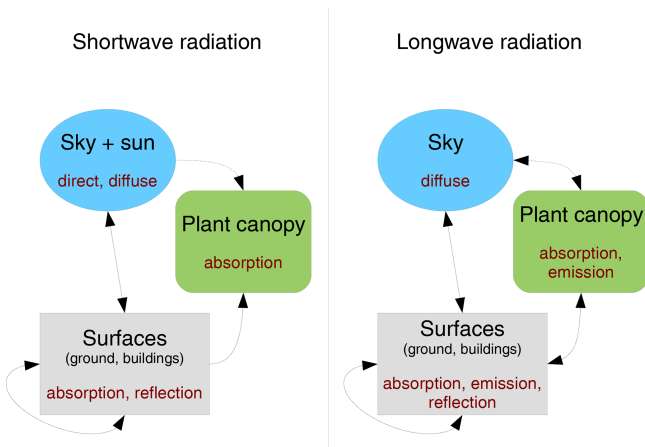 Shortwave radiation
Sky + sun
direct, diffuse
Plant canopy
absorption
Surfaces
(ground, buildings)
absorption, reflection
Longwave radiation
Sky
diffuse
Plant canopy
absorption,
emission
Surfaces
(ground, buildings)
absorption, emission,
reflection